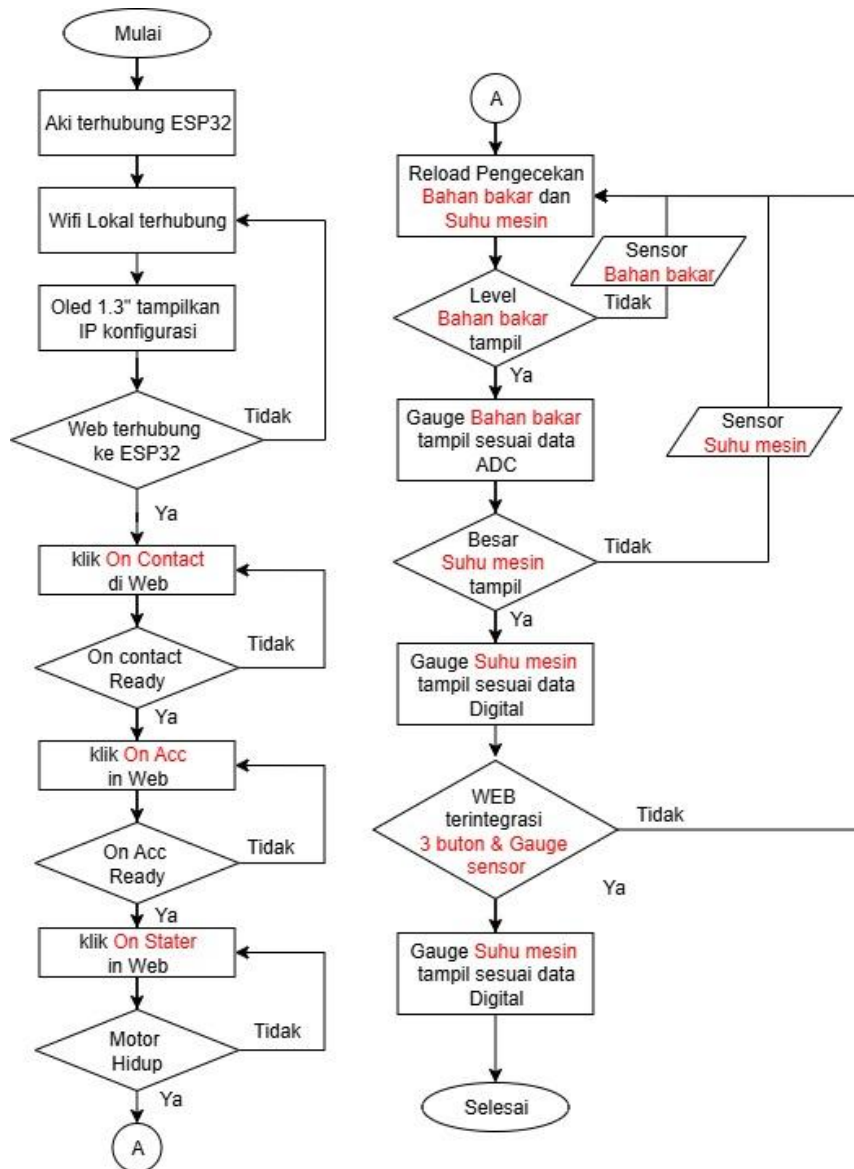 Mulai
Aki terhubung ESP32
Wifi Lokal terhubung
Oled 1.3" tampilkan
IP konfigurasi
Web terhubung
ke ESP32
Tidak
Ya
klik On Contact
di Web
On contact
Ready
Tidak
Ya
klik On Acc
in Web
On Acc
Ready
Tidak
Ya
klik On Stater
in Web
Motor
Hidup
Tidak
Ya
A
A
Reload Pengecekan
Bahan bakar dan
Suhu mesin
Sensor
Bahan bakar
Level
Bahan bakar
tampil
Tidak
Ya
Gauge Bahan bakar
tampil sesuai data
ADC
Sensor
Suhu mesin
Besar
Suhu mesin
tampil
Tidak
Ya
Gauge Suhu mesin
tampil sesuai data
Digital
WEB
terintegrasi
3 buton & Gauge
sensor
Tidak
Ya
Gauge Suhu mesin
tampil sesuai data
Digital
Selesai